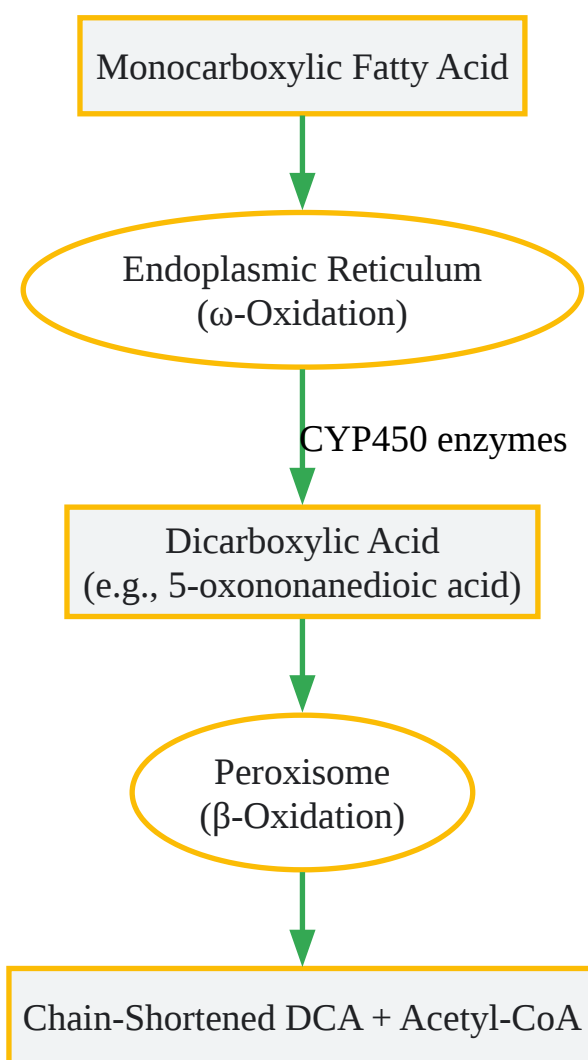 Monocarboxylic Fatty Acid
Endoplasmic Reticulum
(ω-Oxidation)
CYP450 enzymes
Dicarboxylic Acid
(e.g., 5-oxononanedioic acid)
Peroxisome
(β-Oxidation)
Chain-Shortened DCA + Acetyl-CoA